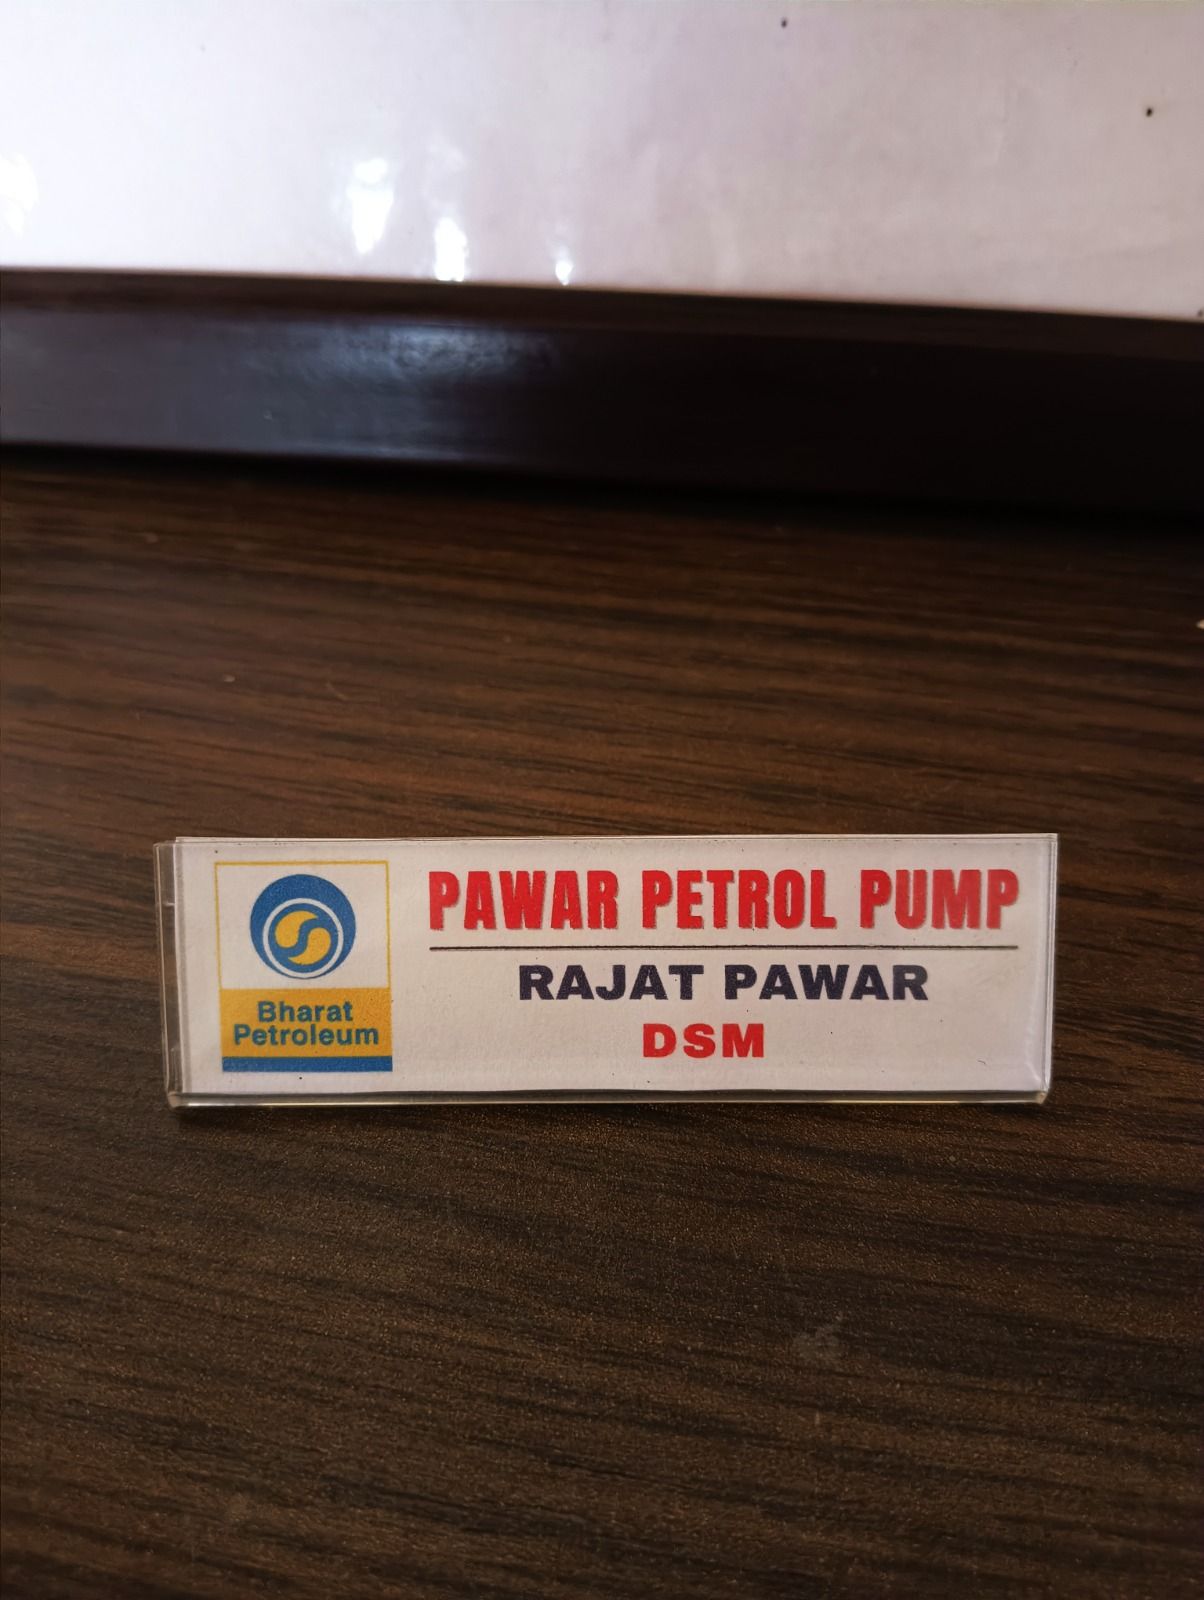 Bharat
Petroleum
PAWAR PETROL PUMP
RAJAT PAWAR
DSM